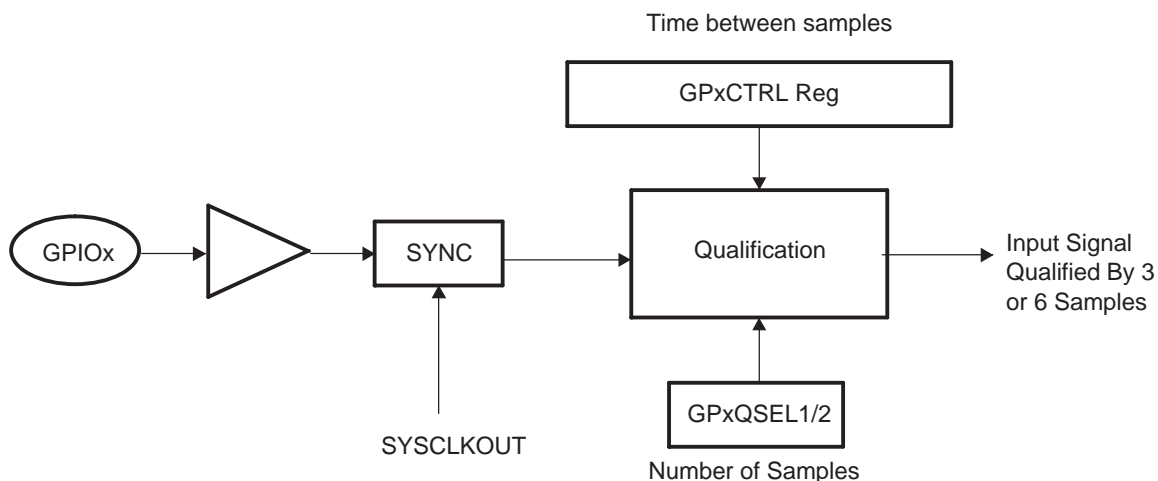 Time between samples
GPxCTRL Reg
GPIOx
SYNC
Qualification
Input Signal
Qualified By 3
or 6 Samples
GPxQSEL1/2
SYSCLKOUT
Number of Samples